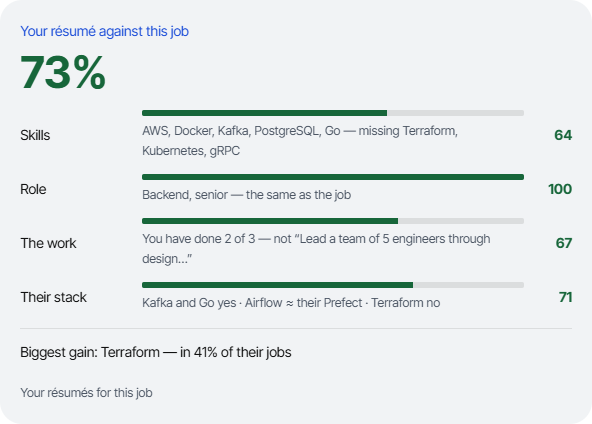 Your résumé against this job
73%
Skills
AWS, Docker, Kafka, PostgreSQL, Go — missing Terraform,
Kubernetes, gRPC
64
Role
Backend, senior — the same as the job
100
The work
You have done 2 of 3 — not “Lead a team of 5 engineers through
design…”
67
Their stack
Kafka and Go yes · Airflow ≈ their Prefect · Terraform no
71
Biggest gain: Terraform — in 41% of their jobs
Your résumés for this job